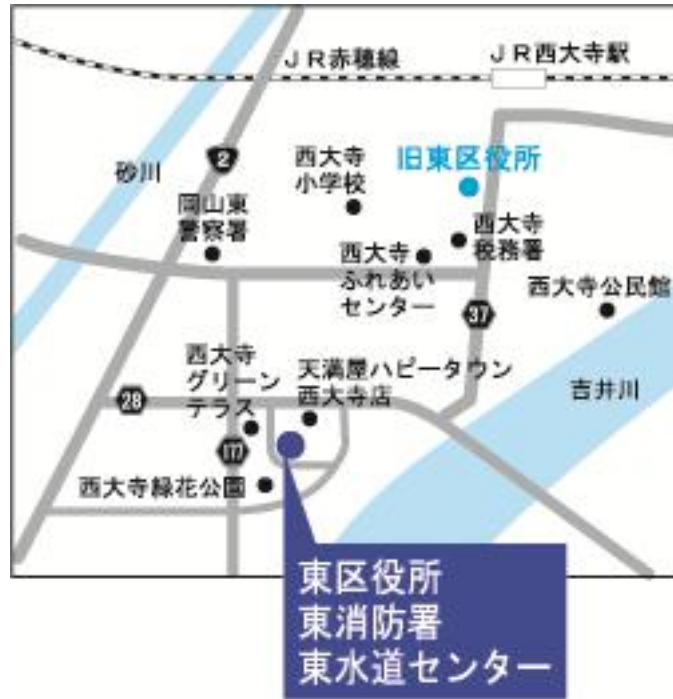 JR赤穂線
JR西大寺駅
砂川
2
西大寺
小学校
旧東区役所
岡山東
警察署
西大寺
ふれあい
センター
西大寺
税務署
西大寺公民館
37
西大寺
グリーン
テラス
天満屋ハピータウン
西大寺店
吉井川
28
177
西大寺緑花公園
東区役所
東消防署
東水道センター